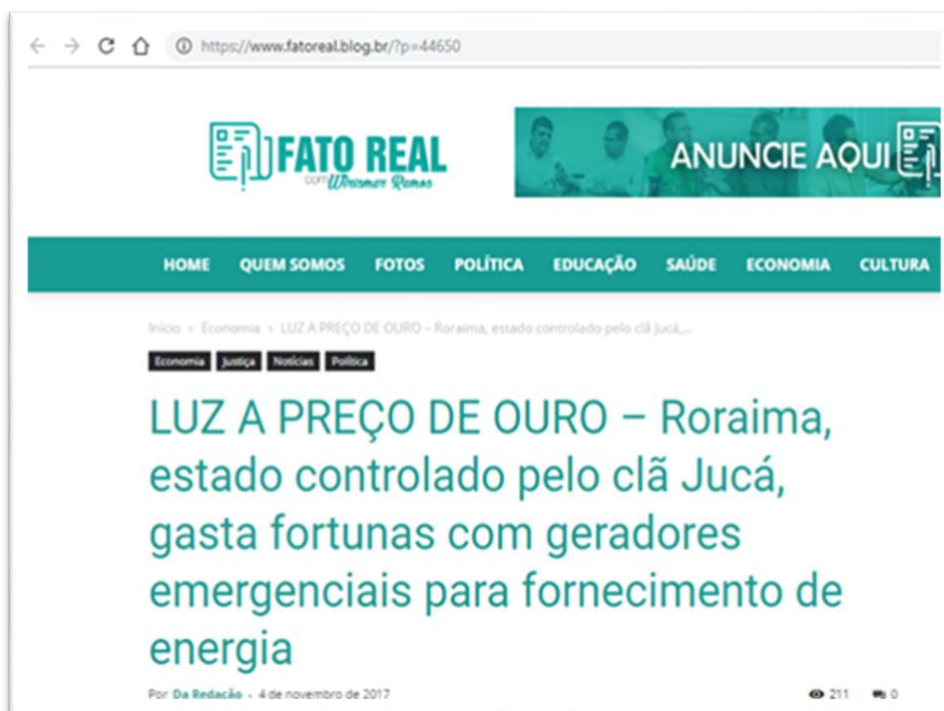 https://www.fatoreal.blog.br/?p=44650
FATO REAL
com
ANUNCIE AQUI
HOME QUEM SOMOS FOTOS POLÍTICA EDUCAÇÃO SAÚDE ECONOMIA CULTURA
Início Economia LUZ A PREÇO DE OURO – Roraima, estado controlado pelo clã Jucá,...
Economia Justiça Notícias Política
LUZ A PREÇO DE OURO – Roraima,
estado controlado pelo clã Jucá,
gasta fortunas com geradores
emergenciais para fornecimento de
energia
Por Da Redacão - 4 de novembro de 2017 211 0